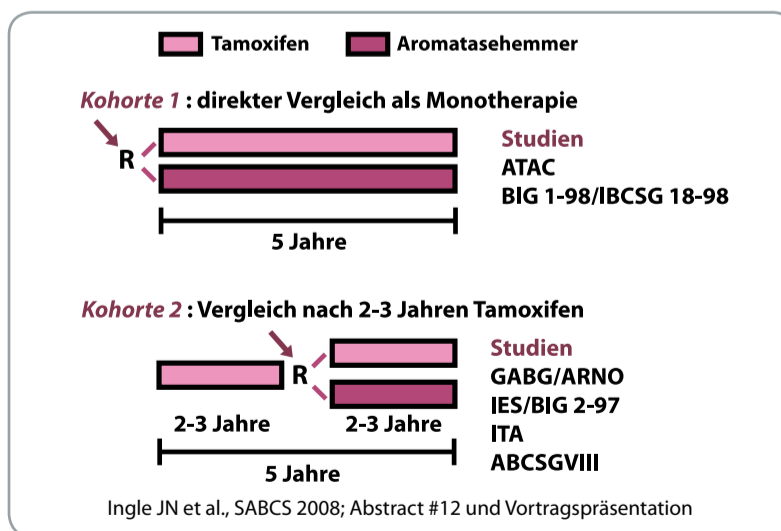 Tamoxifen Aromatasehemmer
Kohorte 1 : direkter Vergleich als Monotherapie
R
Studien
ATAC
BIG 1-98/IBCSG 18-98
5 Jahre
Kohorte 2 : Vergleich nach 2-3 Jahren Tamoxifen
R
Studien
GABG/ARNO
IES/BIG 2-97
ITA
ABCSGVIII
2-3 Jahre 2-3 Jahre
5 Jahre
Ingle JN et al., SABCS 2008; Abstract #12 und Vortragspräsentation